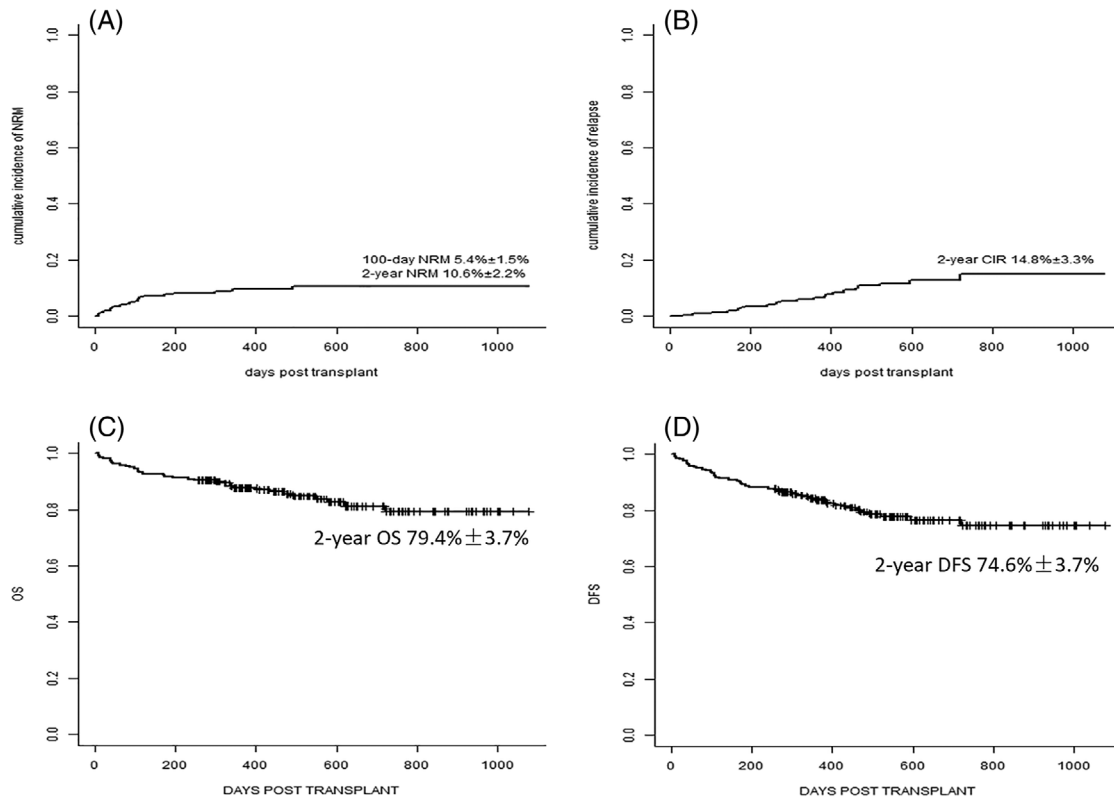 (A)
cumulative incidence of NRM
1.0
0.8
0.6
0.4
0.2
0.0
100-day NRM 5.4%±1.5%
2-year NRM 10.6%±2.2%
0 200 400 600 800 1000
days post transplant
(B)
cumulative incidence of relapse
1.0
0.8
0.6
0.4
0.2
0.0
2-year CIR 14.8%±3.3%
0 200 400 600 800 1000
days post transplant
(C)
OS
1.0
0.8
0.6
0.4
0.2
0.0
2-year OS 79.4%±3.7%
0 200 400 600 800 1000
DAYS POST TRANSPLANT
(D)
DFS
1.0
0.8
0.6
0.4
0.2
0.0
2-year DFS 74.6%±3.7%
0 200 400 600 800 1000
DAYS POST TRANSPLANT